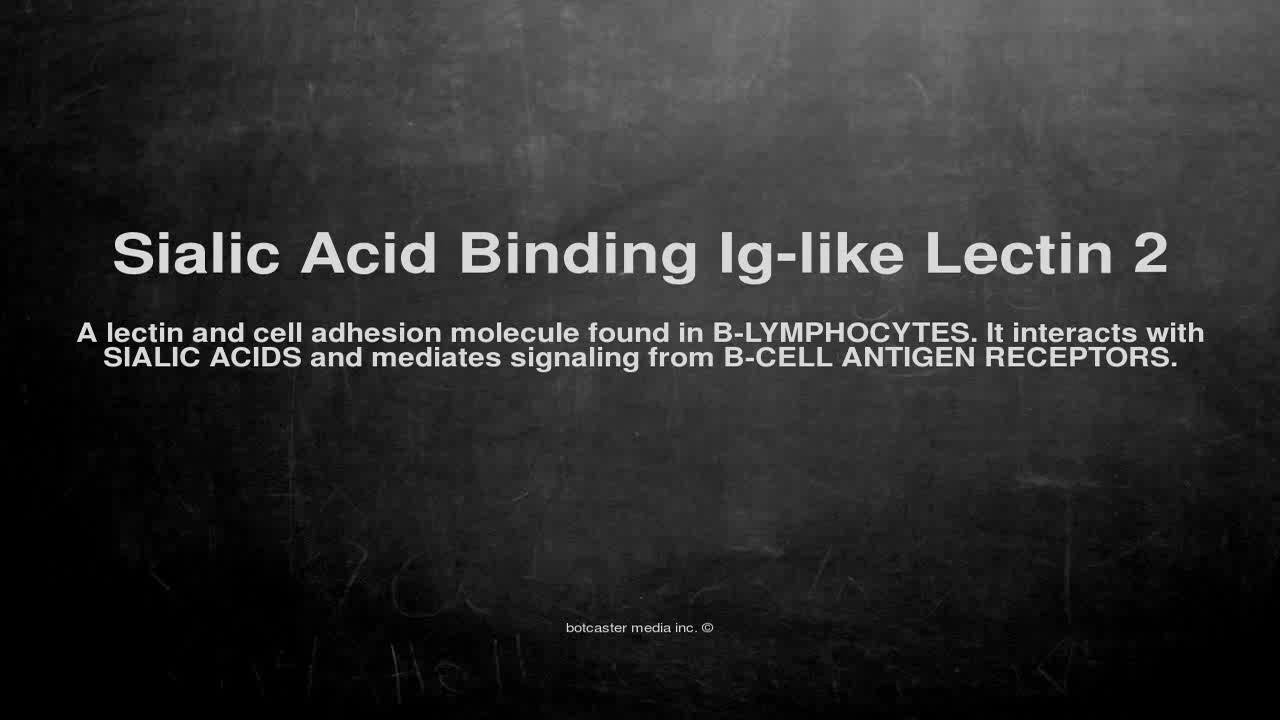 Sialic Acid Binding Ig-like Lectin 2
A lectin and cell adhesion molecule found in B-LYMPHOCYTES. It interacts with
SIALIC ACIDS and mediates signaling from B-CELL ANTIGEN RECEPTORS.
botcaster media inc. ©